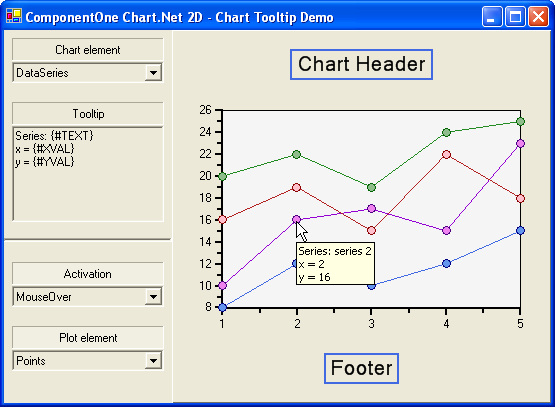 ComponentOne Chart.Net 2D - Chart Tooltip Demo
Chart element
DataSeries
Tooltip
Series: {#TEXT}
x = {#XVAL}
y = {#YVAL}
Activation
MouseOver
Plot element
Points
Chart Header
26
24
22
20
18
16
14
12
10
8
Series: series 2
x = 2
y = 16
1 2 3 4 5
Footer